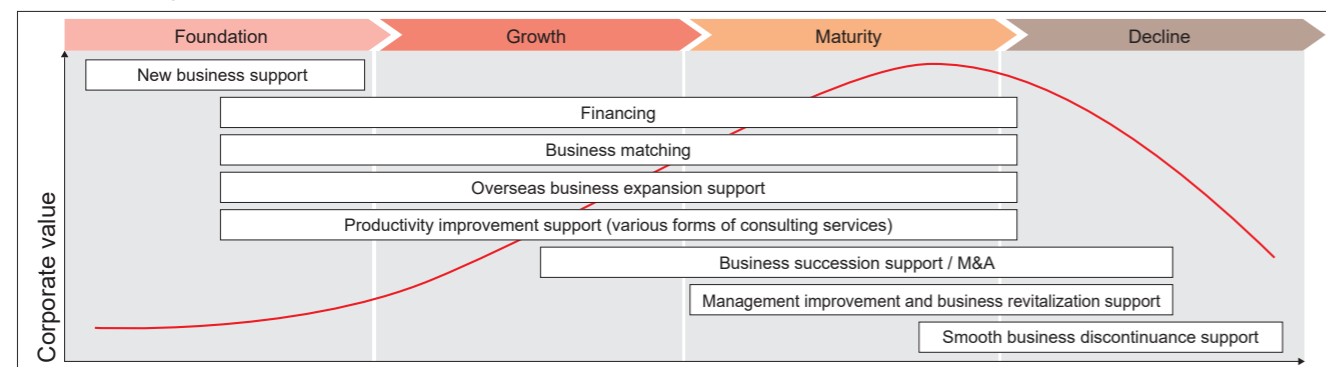 Foundation
Growth
Maturity
Decline
Corporate value
New business support
Financing
Business matching
Overseas business expansion support
Productivity improvement support (various forms of consulting services)
Business succession support / M&A
Management improvement and business revitalization support
Smooth business discontinuance support